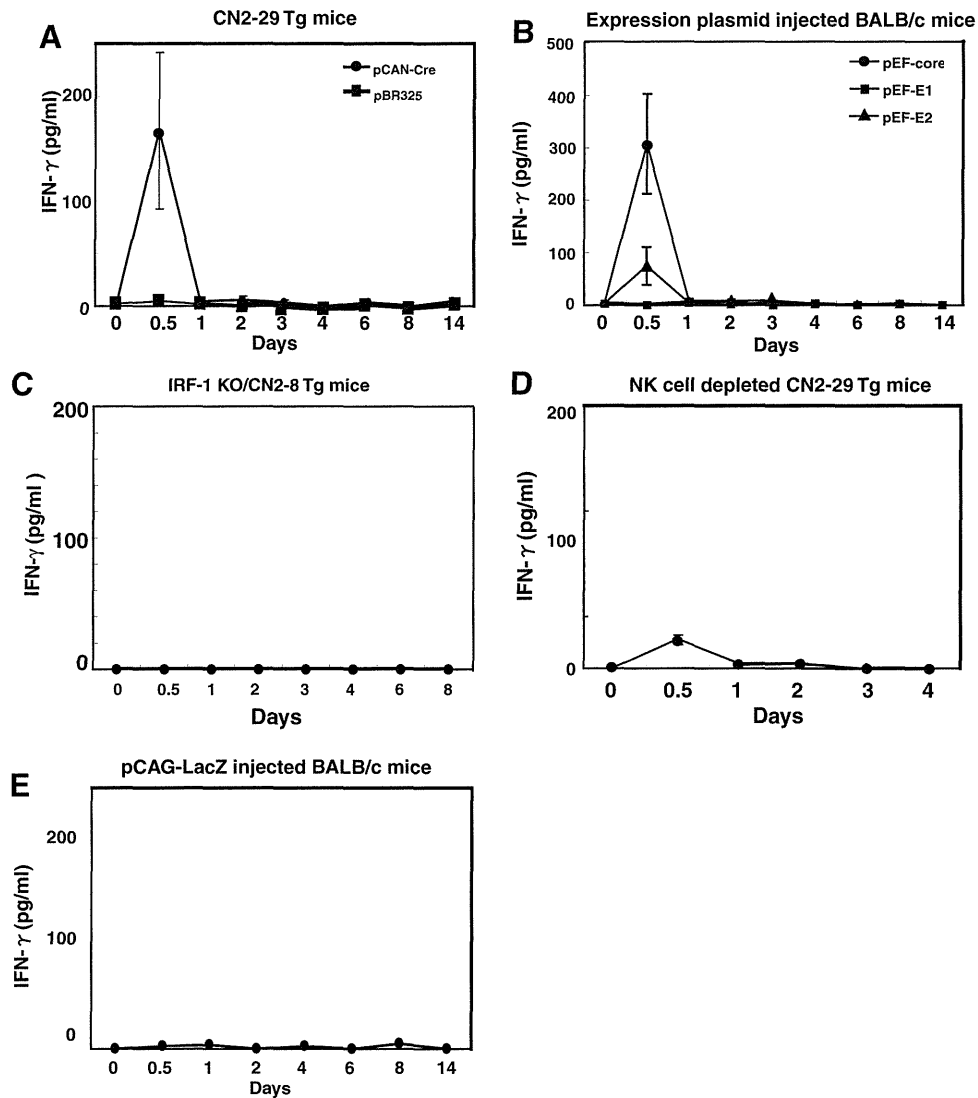 A
CN2-29 Tg mice
IFN-γ (pg/ml)
200
100
0
pCAN-Cre
pBR325
0 0.5 1 2 3 4 6 8 14
Days
B
Expression plasmid injected BALB/c mice
IFN-γ (pg/ml)
500
400
300
200
100
0
pEF-core
pEF-E1
pEF-E2
0 0.5 1 2 3 4 6 8 14
Days
C
IRF-1 KO/CN2-8 Tg mice
IFN-γ (pg/ml )
200
100
0
0 0.5 1 2 3 4 6 8
Days
D
NK cell depleted CN2-29 Tg mice
IFN-γ (pg/ml)
200
100
0
0 0.5 1 2 3 4
Days
E
pCAG-LacZ injected BALB/c mice
IFN-γ (pg/ml)
200
100
0
0 0.5 1 2 4 6 8 14
Days